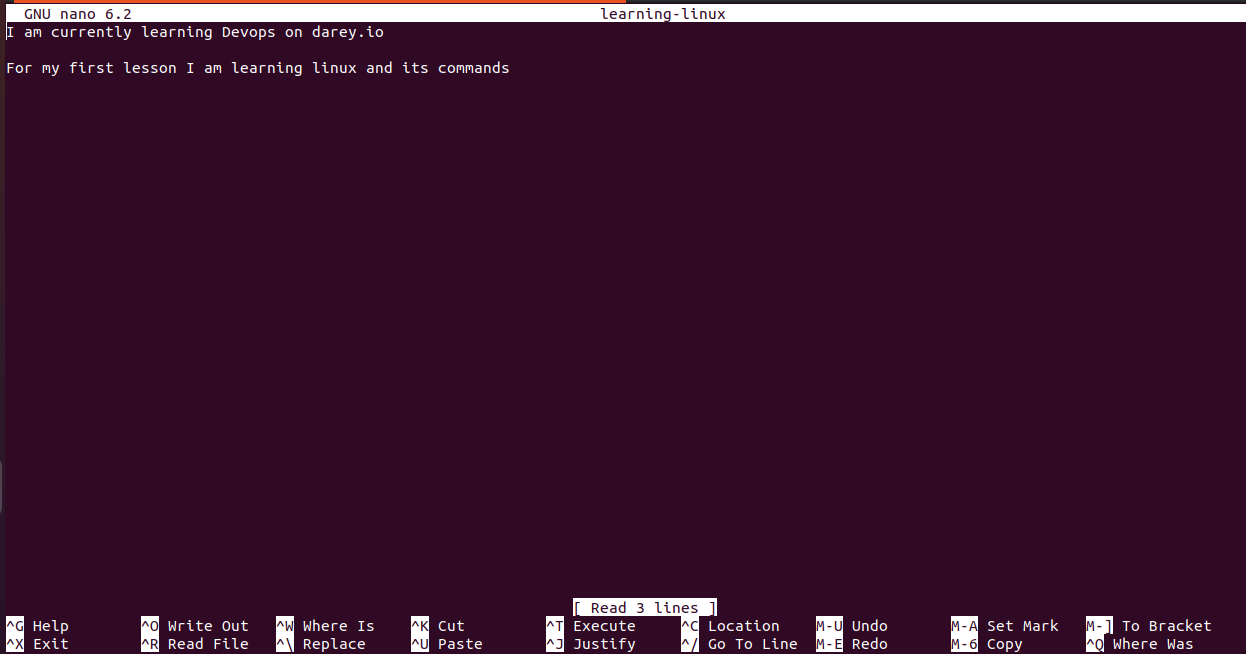 GNU nano 6.2 learning-linux
I am currently learning Devops on darey.io
For my first lesson I am learning linux and its commands
[ Read 3 lines ]
^G Help ^O Write Out ^W Where Is ^K Cut ^T Execute ^C Location M-U Undo M-A Set Mark M-] To Bracket
^X Exit ^R Read File ^\ Replace ^U Paste ^J Justify ^/ Go To Line M-E Redo M-6 Copy ^Q Where Was